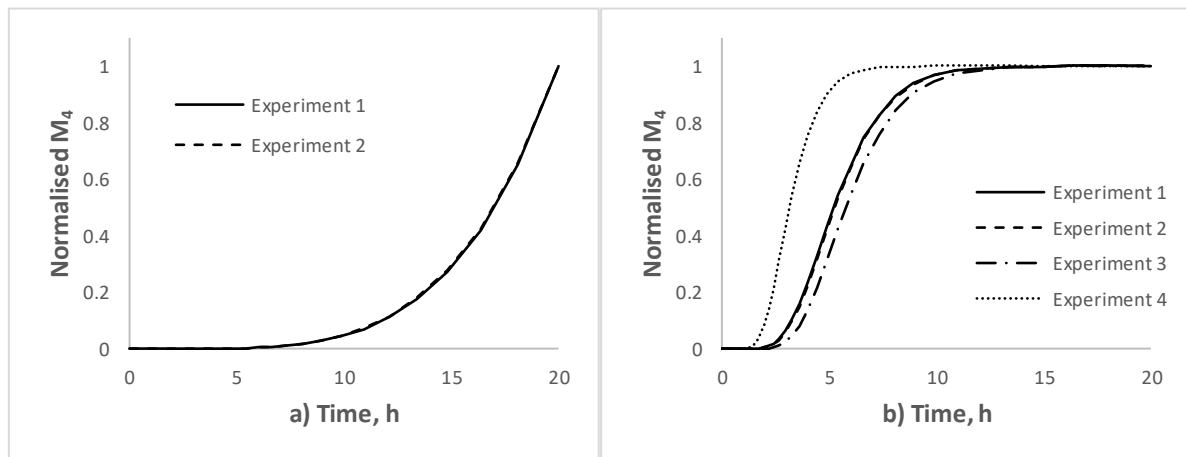 Normalised M₄
1
0.8
0.6
0.4
0.2
0
Experiment 1
Experiment 2
0 5 10 15 20
a) Time, h
Normalised M₄
1
0.8
0.6
0.4
0.2
0
Experiment 1
Experiment 2
Experiment 3
Experiment 4
0 5 10 15 20
b) Time, h